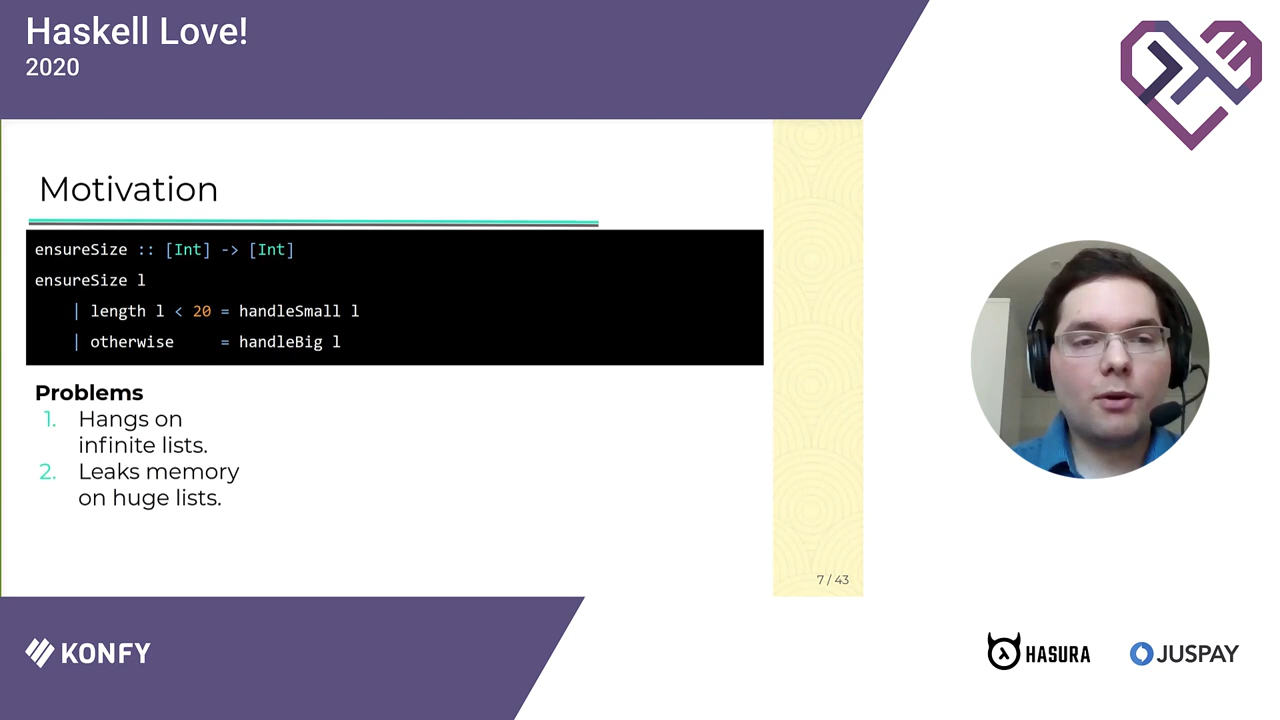 Haskell Love!
2020
Motivation
ensureSize :: [Int] -> [Int]
ensureSize l
    | length l < 20 = handleSmall l
    | otherwise     = handleBig l
Problems
1. Hangs on
infinite lists.
2. Leaks memory
on huge lists.
7 / 43
KONFY
HASURA
JUSPAY